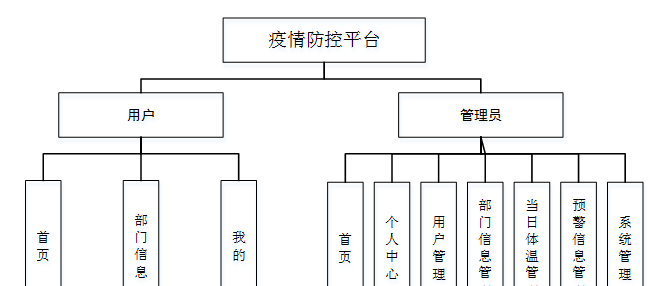 疫情防控平台
用户
管理员
首页
部门信息
我的
首页
个人中心
用户管理
部门信息管
当日体温管
预警信息管
系统管理